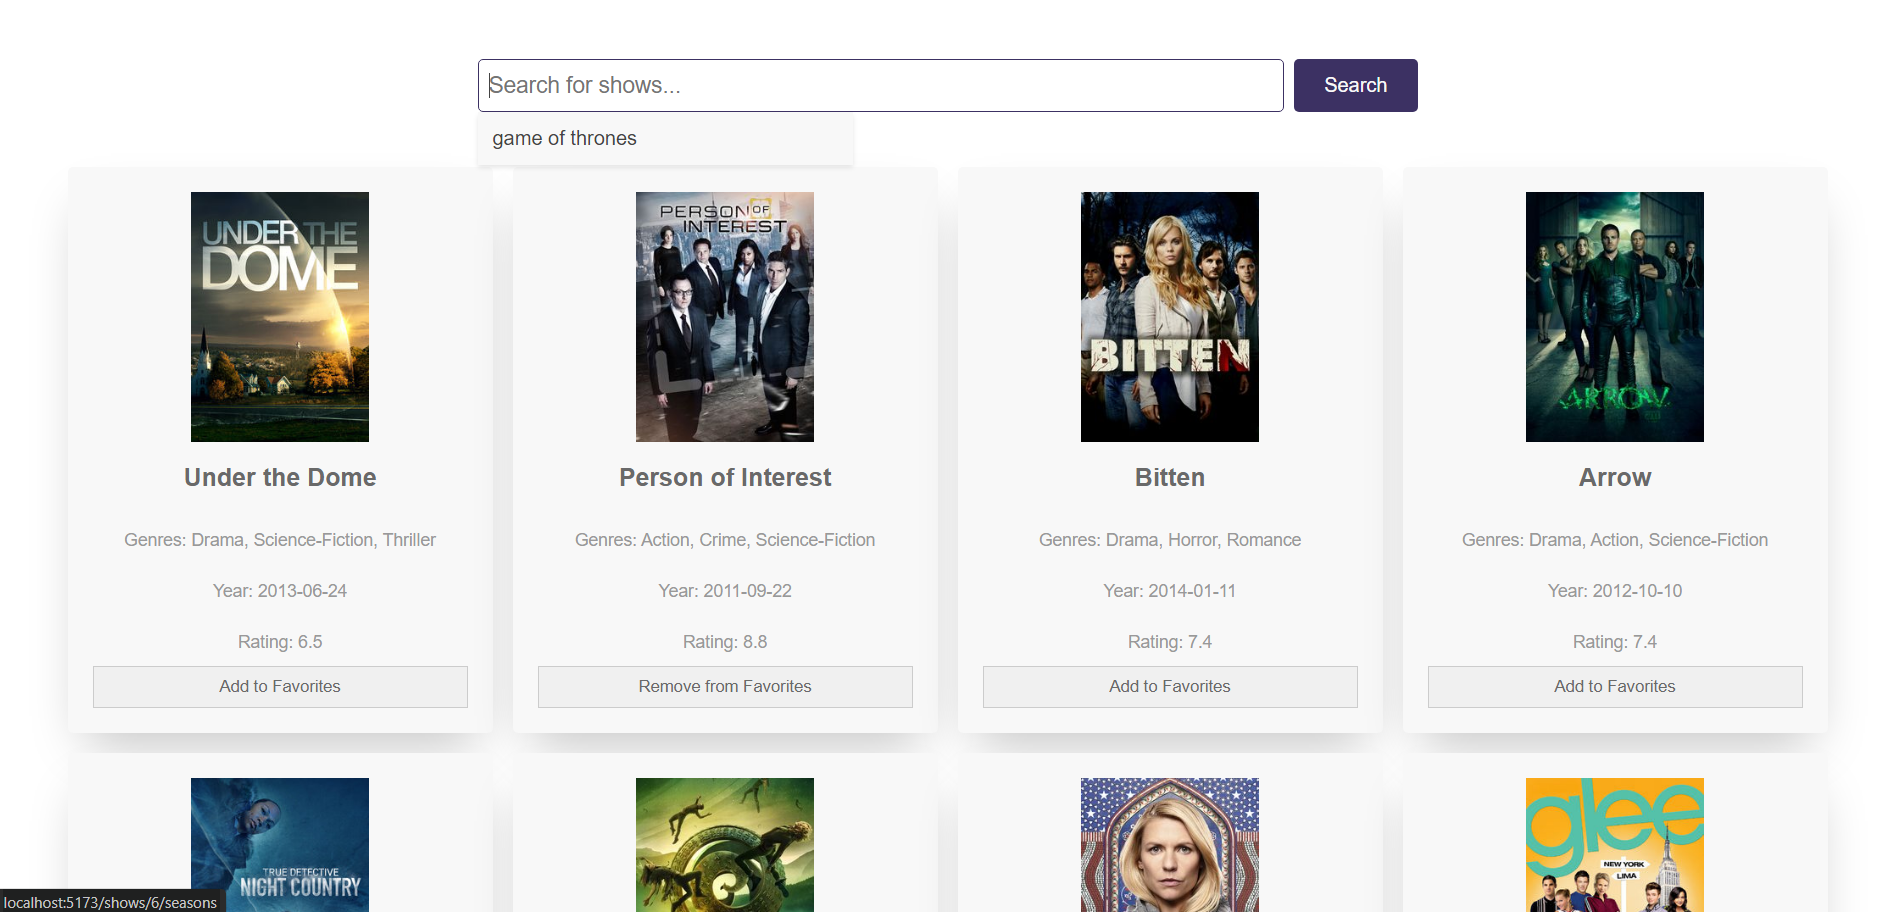 Search for shows...
Search
game of thrones
UNDER THE
DOME
PERSON OF
INTEREST
BITTEN
ARROW
Under the Dome
Person of Interest
Bitten
Arrow
Genres: Drama, Science-Fiction, Thriller
Genres: Action, Crime, Science-Fiction
Genres: Drama, Horror, Romance
Genres: Drama, Action, Science-Fiction
Year: 2013-06-24
Year: 2011-09-22
Year: 2014-01-11
Year: 2012-10-10
Rating: 6.5
Rating: 8.8
Rating: 7.4
Rating: 7.4
Add to Favorites
Remove from Favorites
Add to Favorites
Add to Favorites
TRUE DETECTIVE
NIGHT COUNTRY
glee
NEW YORK
LIMA
localhost:5173/shows/6/seasons